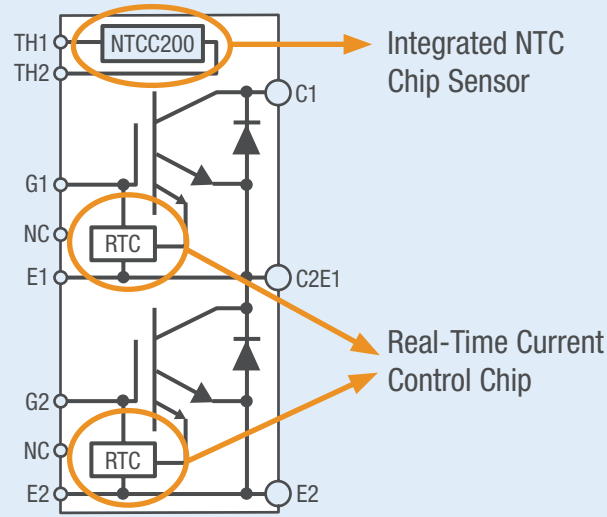 TH1
NTCC200
TH2
Integrated NTC
Chip Sensor
C1
G1
NC
RTC
E1
C2E1
Real-Time Current
Control Chip
G2
NC
RTC
E2
E2